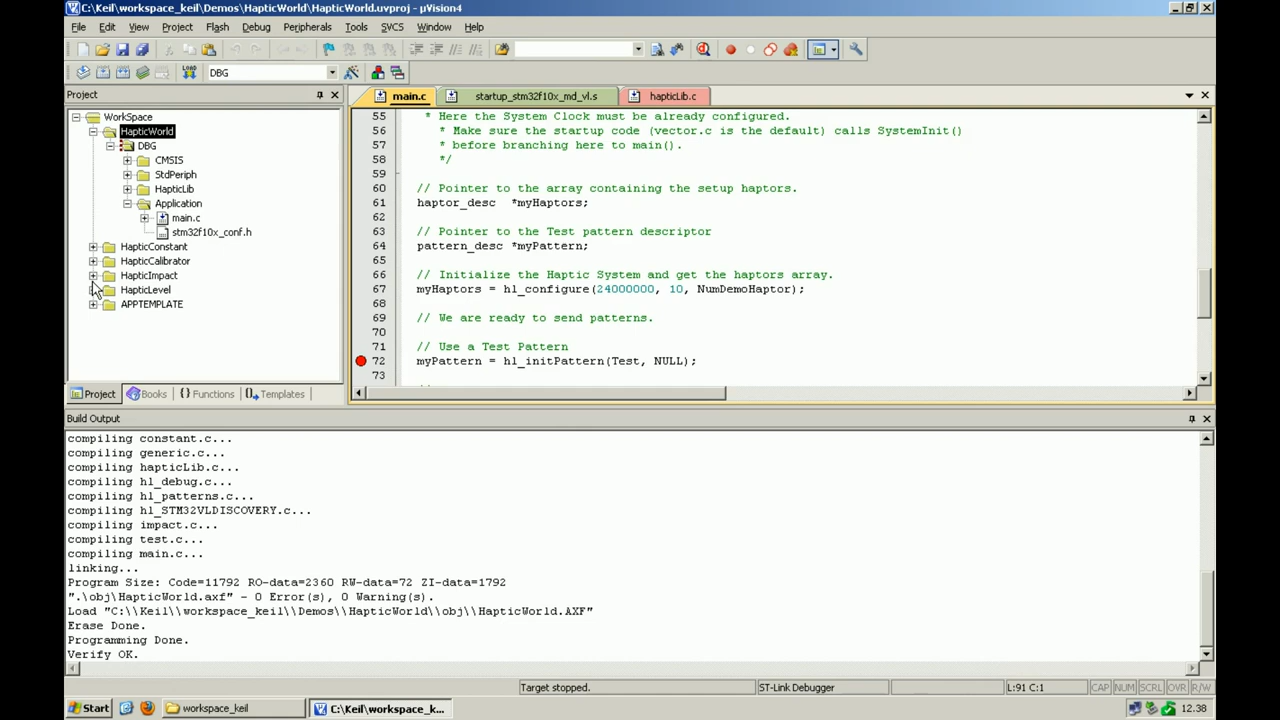 C:\Keil\workspace_keil\Demos\HapticWorld\HapticWorld.uvproj - µVision4
File Edit View Project Flash Debug Peripherals Tools SVCS Window Help
LOAD DBG
Project
main.c startup_stm32f10x_md_vl.s hapticLib.c
WorkSpace
HapticWorld
DBG
CMSIS
StdPeriph
HapticLib
Application
main.c
stm32f10x_conf.h
HapticConstant
HapticCalibrator
HapticImpact
HapticLevel
APPTEMPLATE
55 * Here the System Clock must be already configured.
56 * Make sure the startup code (vector.c is the default) calls SystemInit()
57 * before branching here to main().
58 */
59
60 // Pointer to the array containing the setup haptors.
61 haptor_desc *myHaptors;
62
63 // Pointer to the Test pattern descriptor
64 pattern_desc *myPattern;
65
66 // Initialize the Haptic System and get the haptors array.
67 myHaptors = hl_configure(24000000, 10, NumDemoHaptor);
68
69 // We are ready to send patterns.
70
71 // Use a Test Pattern
72 myPattern = hl_initPattern(Test, NULL);
73
Project Books {} Functions Templates
Build Output
compiling constant.c...
compiling generic.c...
compiling hapticLib.c...
compiling hl_debug.c...
compiling hl_patterns.c...
compiling hl_STM32VLDISCOVERY.c...
compiling impact.c...
compiling test.c...
compiling main.c...
linking...
Program Size: Code=11792 RO-data=2360 RW-data=72 ZI-data=1792
".\obj\HapticWorld.axf" - 0 Error(s), 0 Warning(s).
Load "C:\\Keil\\workspace_keil\\Demos\\HapticWorld\\obj\\HapticWorld.AXF"
Erase Done.
Programming Done.
Verify OK.
Target stopped. ST-Link Debugger L:91 C:1 CAP NUM SCRL OVR R/W
Start workspace_keil C:\Keil\workspace_k... 12.38